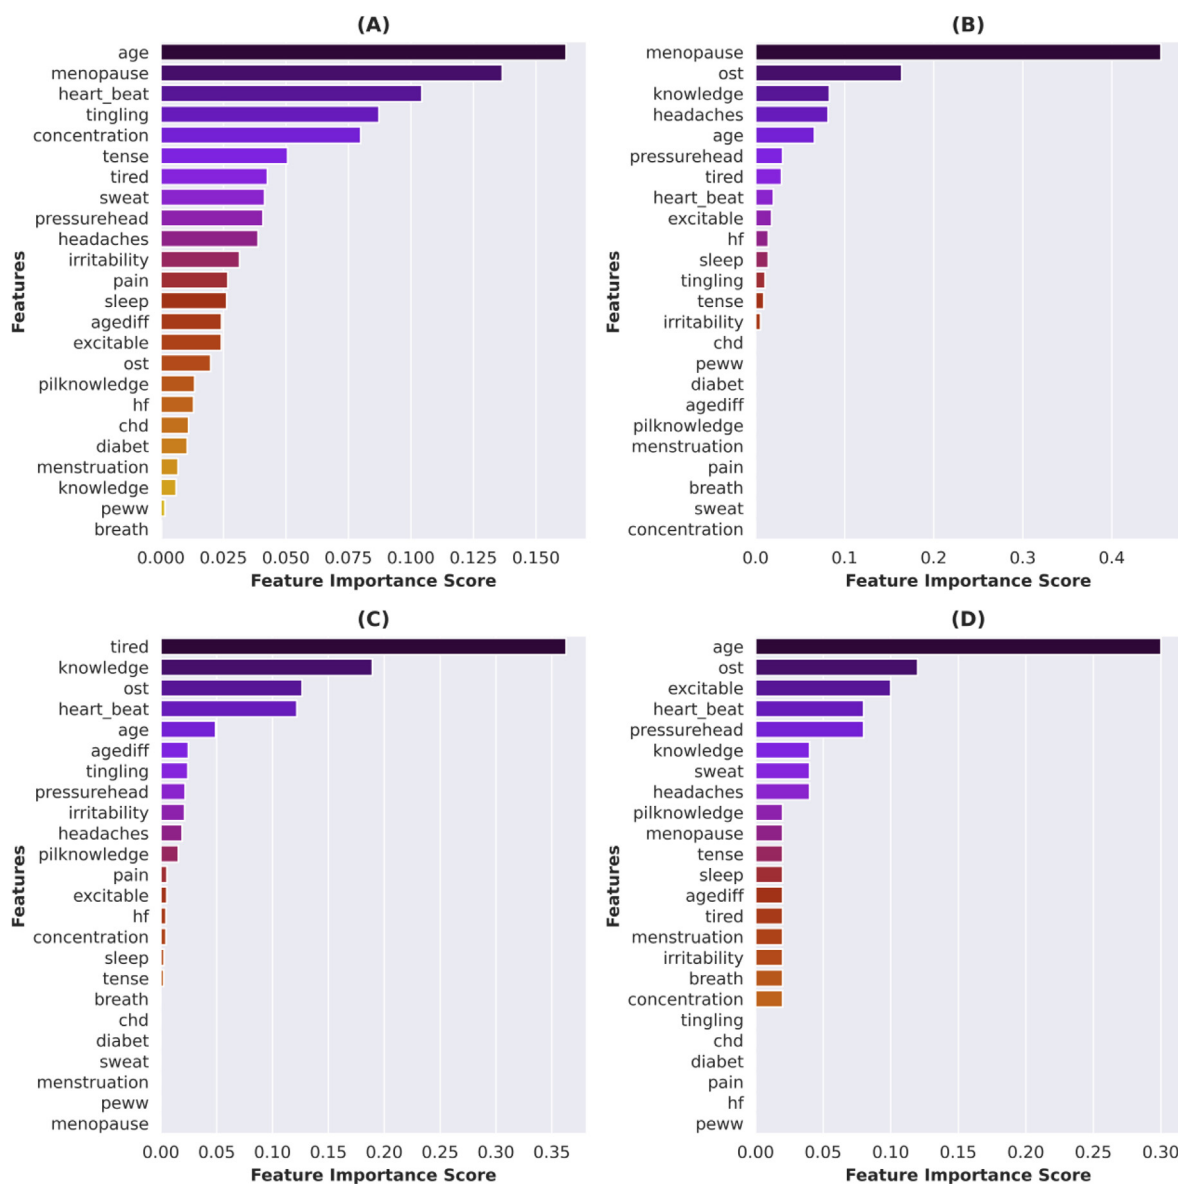 (A)
Features
age
menopause
heart_beat
tingling
concentration
tense
tired
sweat
pressurehead
headaches
irritability
pain
sleep
agediff
excitable
ost
pilknowledge
hf
chd
diabet
menstruation
knowledge
peww
breath
0.000 0.025 0.050 0.075 0.100 0.125 0.150
Feature Importance Score
(B)
Features
menopause
ost
knowledge
headaches
age
pressurehead
tired
heart_beat
excitable
hf
sleep
tingling
tense
irritability
chd
peww
diabet
agediff
pilknowledge
menstruation
pain
breath
sweat
concentration
0.0 0.1 0.2 0.3 0.4
Feature Importance Score
(C)
Features
tired
knowledge
ost
heart_beat
age
agediff
tingling
pressurehead
irritability
headaches
pilknowledge
pain
excitable
hf
concentration
sleep
tense
breath
chd
diabet
sweat
menstruation
peww
menopause
0.00 0.05 0.10 0.15 0.20 0.25 0.30 0.35
Feature Importance Score
(D)
Features
age
ost
excitable
heart_beat
pressurehead
knowledge
sweat
headaches
pilknowledge
menopause
tense
sleep
agediff
tired
menstruation
irritability
breath
concentration
tingling
chd
diabet
pain
hf
peww
0.00 0.05 0.10 0.15 0.20 0.25 0.30
Feature Importance Score